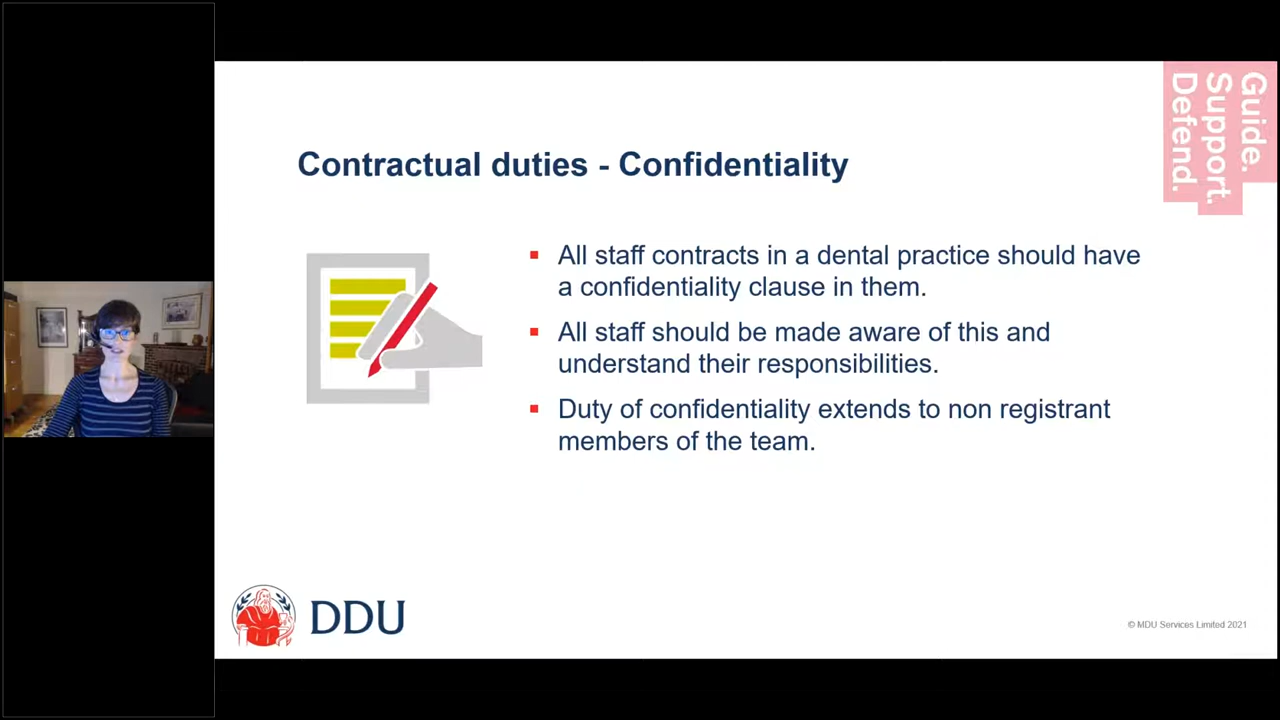 Guide.
Support.
Defend.
Contractual duties - Confidentiality
▪ All staff contracts in a dental practice should have
a confidentiality clause in them.
▪ All staff should be made aware of this and
understand their responsibilities.
▪ Duty of confidentiality extends to non registrant
members of the team.
DDU
© MDU Services Limited 2021